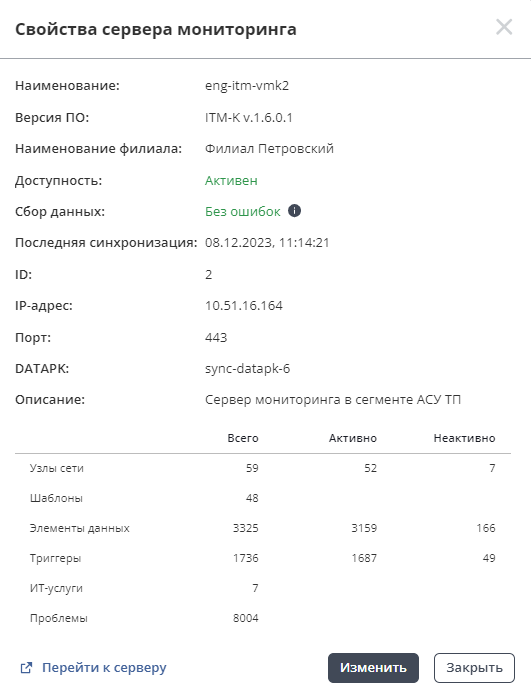 Свойства сервера мониторинга
Наименование: eng-itm-vmk2
Версия ПО: ITM-K v.1.6.0.1
Наименование филиала: Филиал Петровский
Доступность: Активен
Сбор данных: Без ошибок
Последняя синхронизация: 08.12.2023, 11:14:21
ID: 2
IP-адрес: 10.51.16.164
Порт: 443
DATAPK: sync-datapk-6
Описание: Сервер мониторинга в сегменте АСУ ТП
Всего Активно Неактивно
Узлы сети 59 52 7
Шаблоны 48
Элементы данных 3325 3159 166
Триггеры 1736 1687 49
ИТ-услуги 7
Проблемы 8004
Перейти к серверу Изменить Закрыть